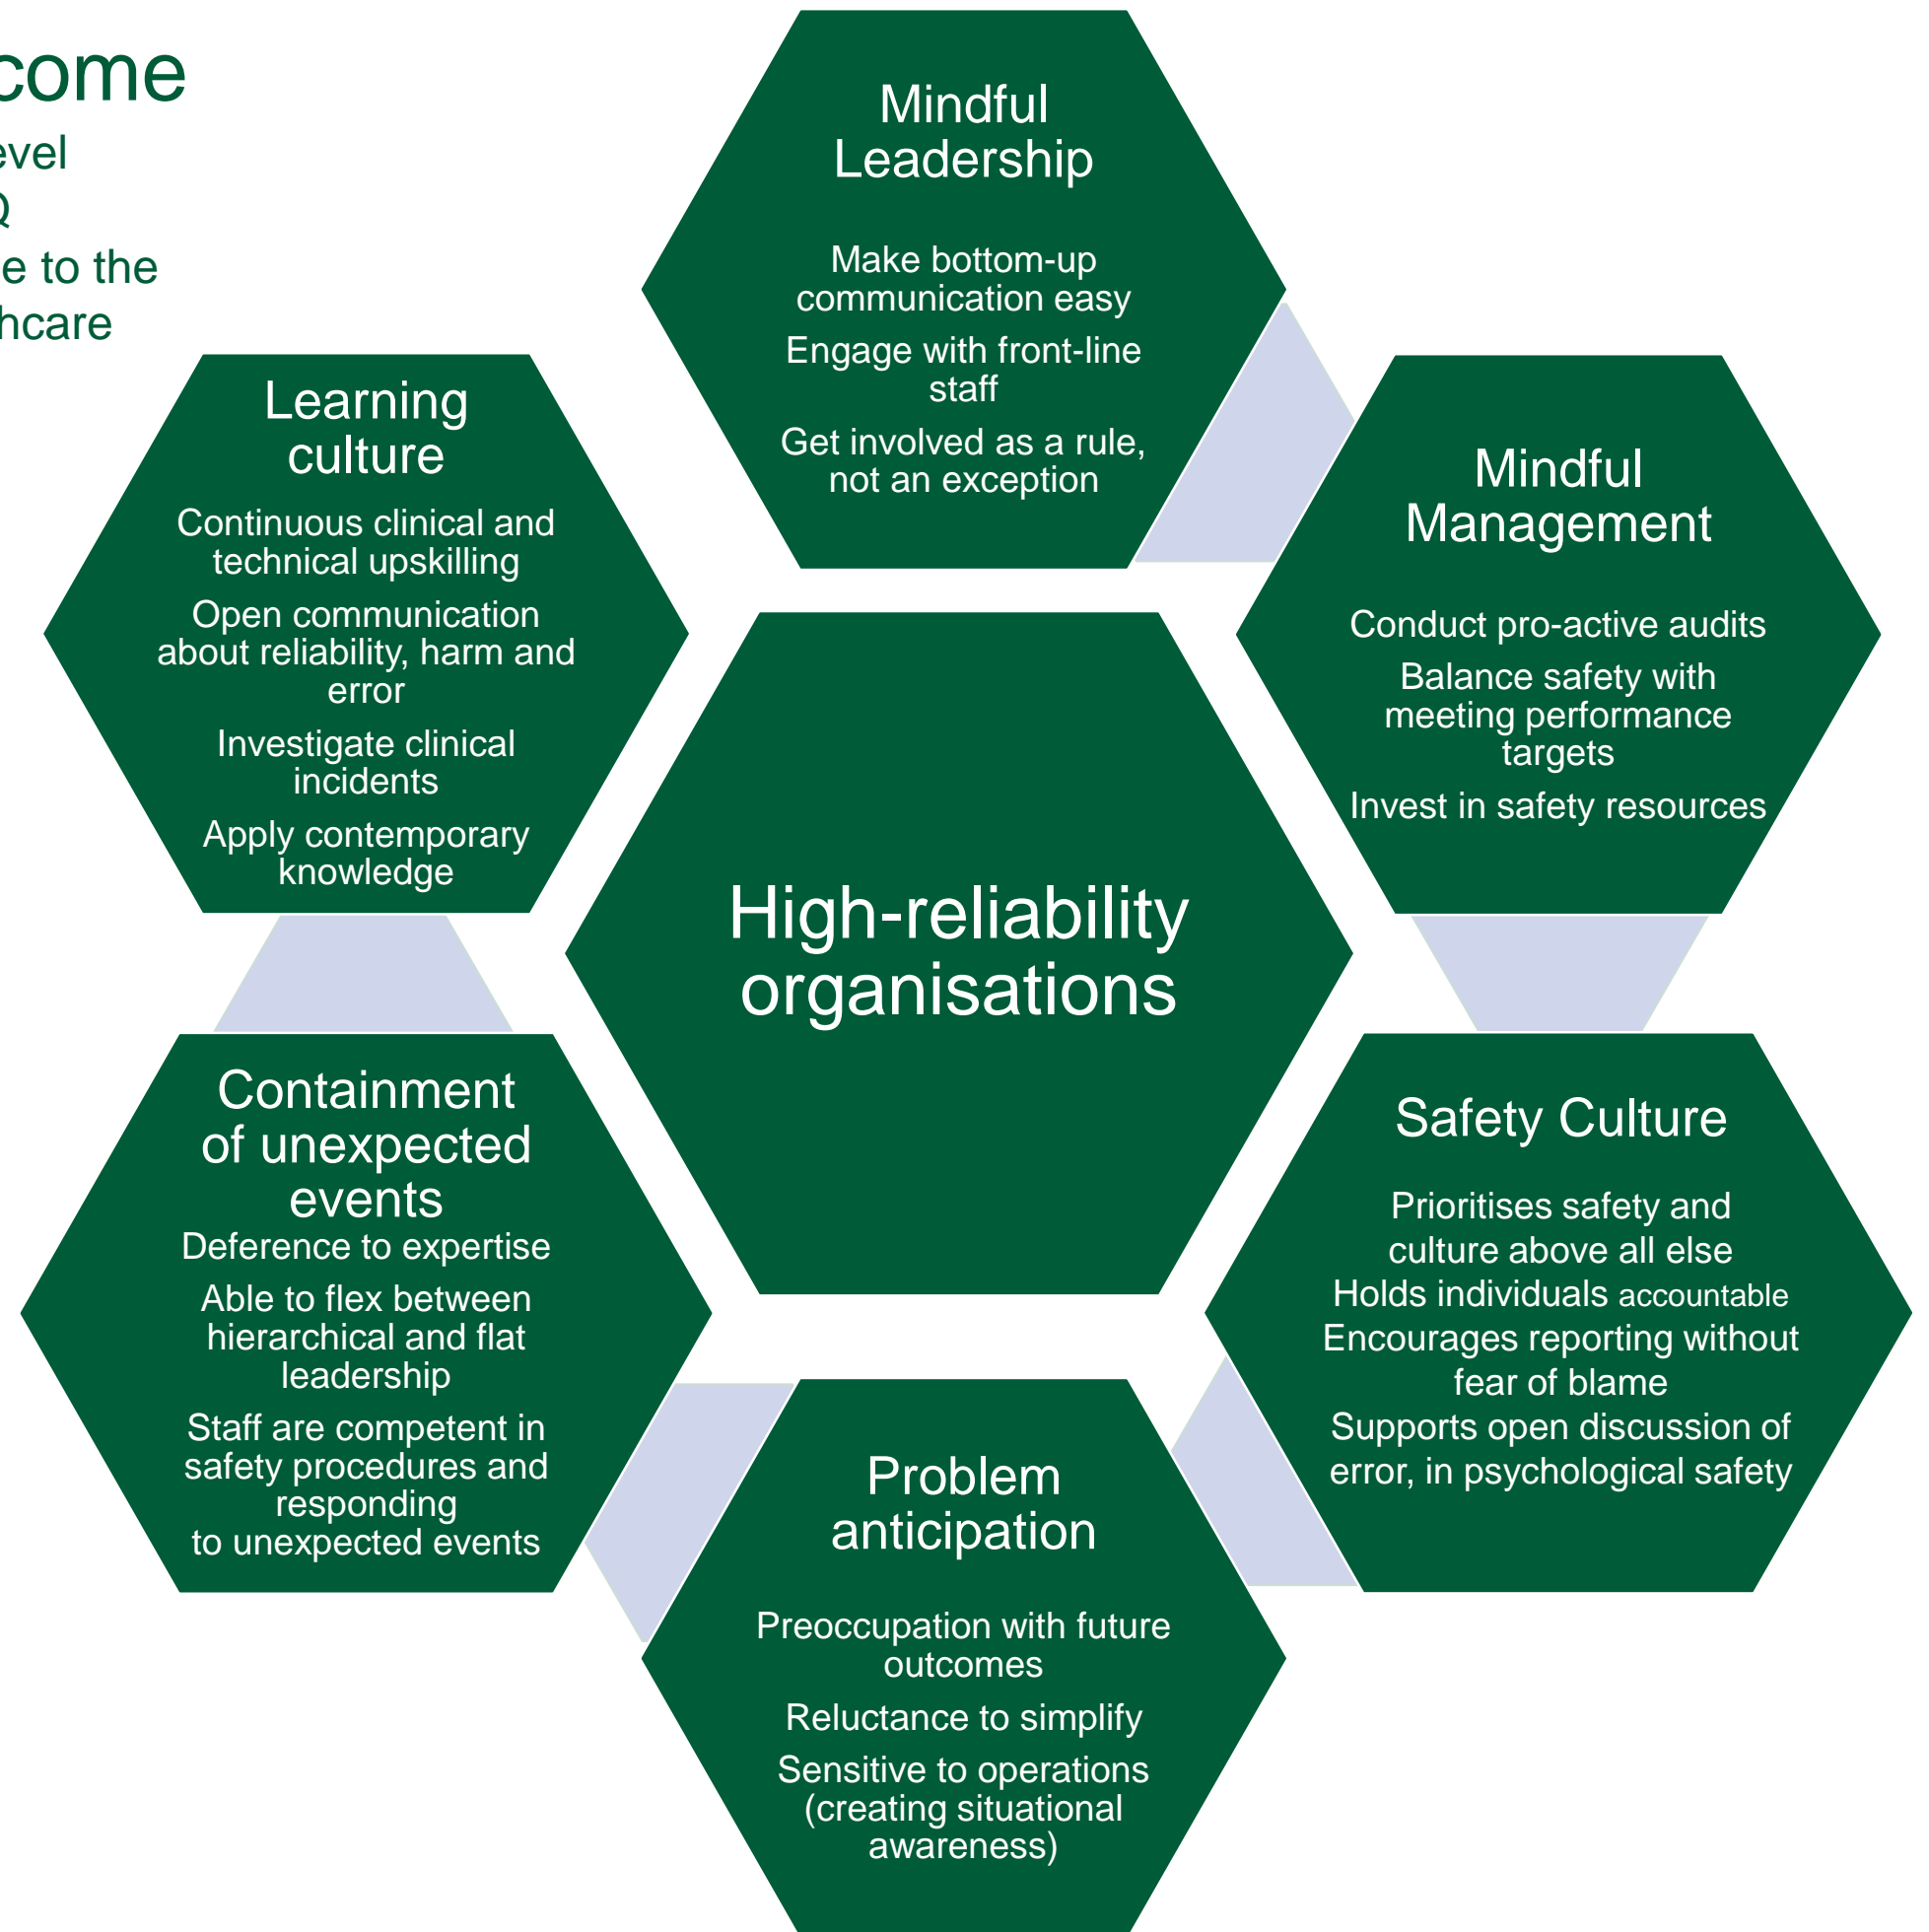 come
evel
e to the
hcare
Mindful
Leadership
Make bottom-up
communication easy
Engage with front-line
staff
Get involved as a rule,
not an exception
Learning
culture
Continuous clinical and
technical upskilling
Open communication
about reliability, harm and
error
Investigate clinical
incidents
Apply contemporary
knowledge
Mindful
Management
Conduct pro-active audits
Balance safety with
meeting performance
targets
Invest in safety resources
High-reliability
organisations
Containment
of unexpected
events
Deference to expertise
Able to flex between
hierarchical and flat
leadership
Staff are competent in
safety procedures and
responding
to unexpected events
Safety Culture
Prioritises safety and
culture above all else
Holds individuals accountable
Encourages reporting without
fear of blame
Supports open discussion of
error, in psychological safety
Problem
anticipation
Preoccupation with future
outcomes
Reluctance to simplify
Sensitive to operations
(creating situational
awareness)